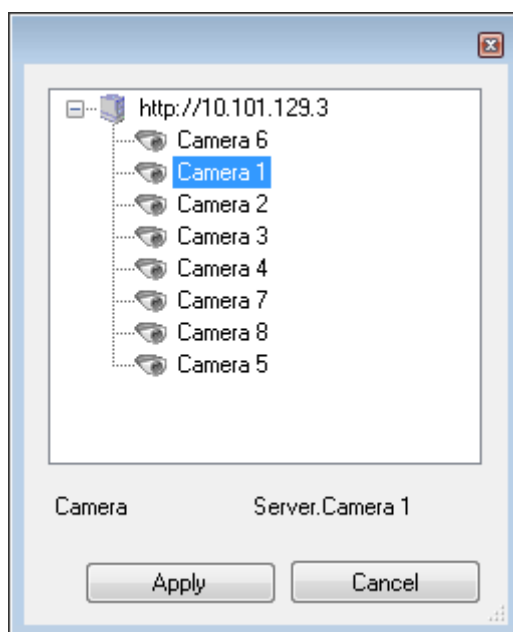 http://10.101.129.3
Camera 6
Camera 1
Camera 2
Camera 3
Camera 4
Camera 7
Camera 8
Camera 5
Camera Server.Camera 1
Apply Cancel